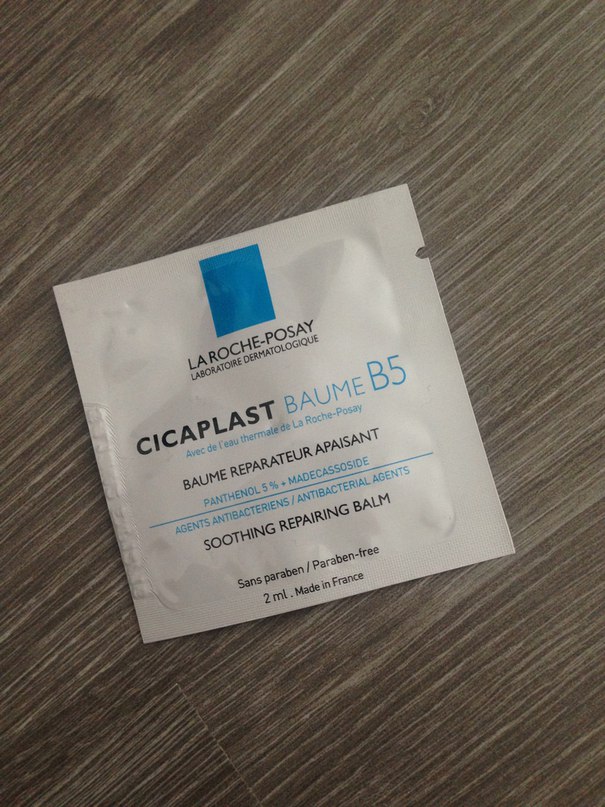 LA ROCHE-POSAY
LABORATOIRE DERMATOLOGIQUE
CICAPLAST BAUME B5
Avec de l'eau thermale de La Roche-Posay
BAUME REPARATEUR APAISANT
PANTHENOL 5 % + MADECASSOSIDE
AGENTS ANTIBACTERIENS / ANTIBACTERIAL AGENTS
SOOTHING REPAIRING BALM
Sans paraben / Paraben-free
2 ml . Made in France